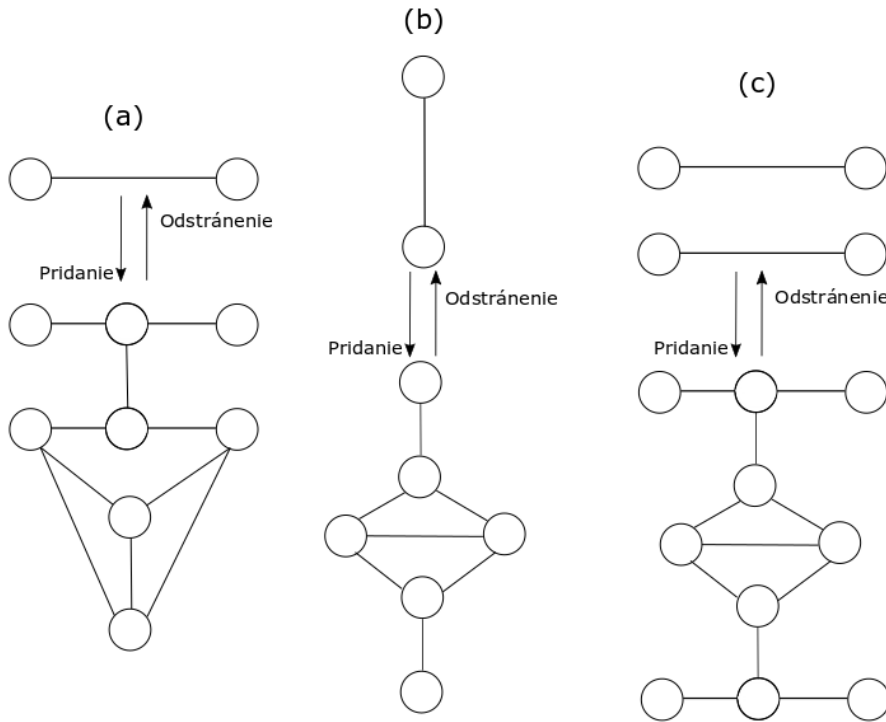 (a)
Odstránenie
Pridanie
(b)
Odstránenie
Pridanie
(c)
Odstránenie
Pridanie